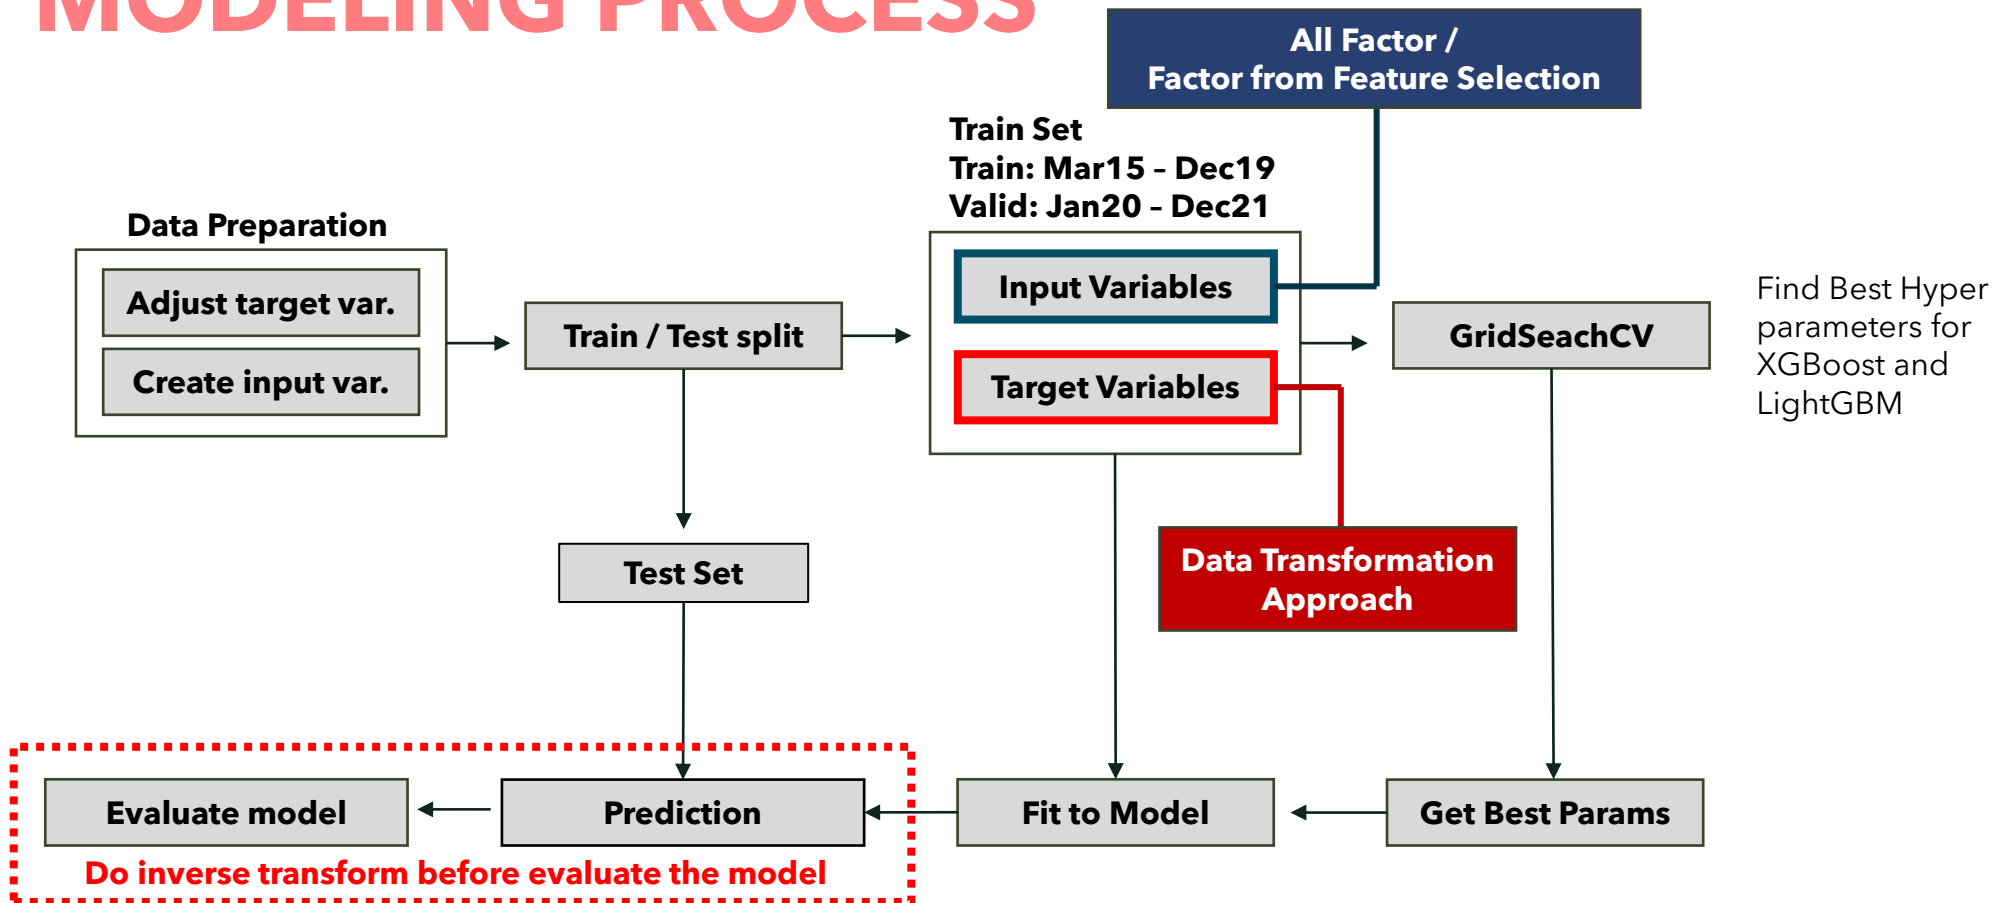 MODELING PROCESS
All Factor /
Factor from Feature Selection
Train Set
Train: Mar15 – Dec19
Valid: Jan20 – Dec21
Data Preparation
Adjust target var.
Create input var.
Train / Test split
Input Variables
Target Variables
GridSeachCV
Find Best Hyper
parameters for
XGBoost and
LightGBM
Test Set
Data Transformation
Approach
Evaluate model
Prediction
Fit to Model
Get Best Params
Do inverse transform before evaluate the model